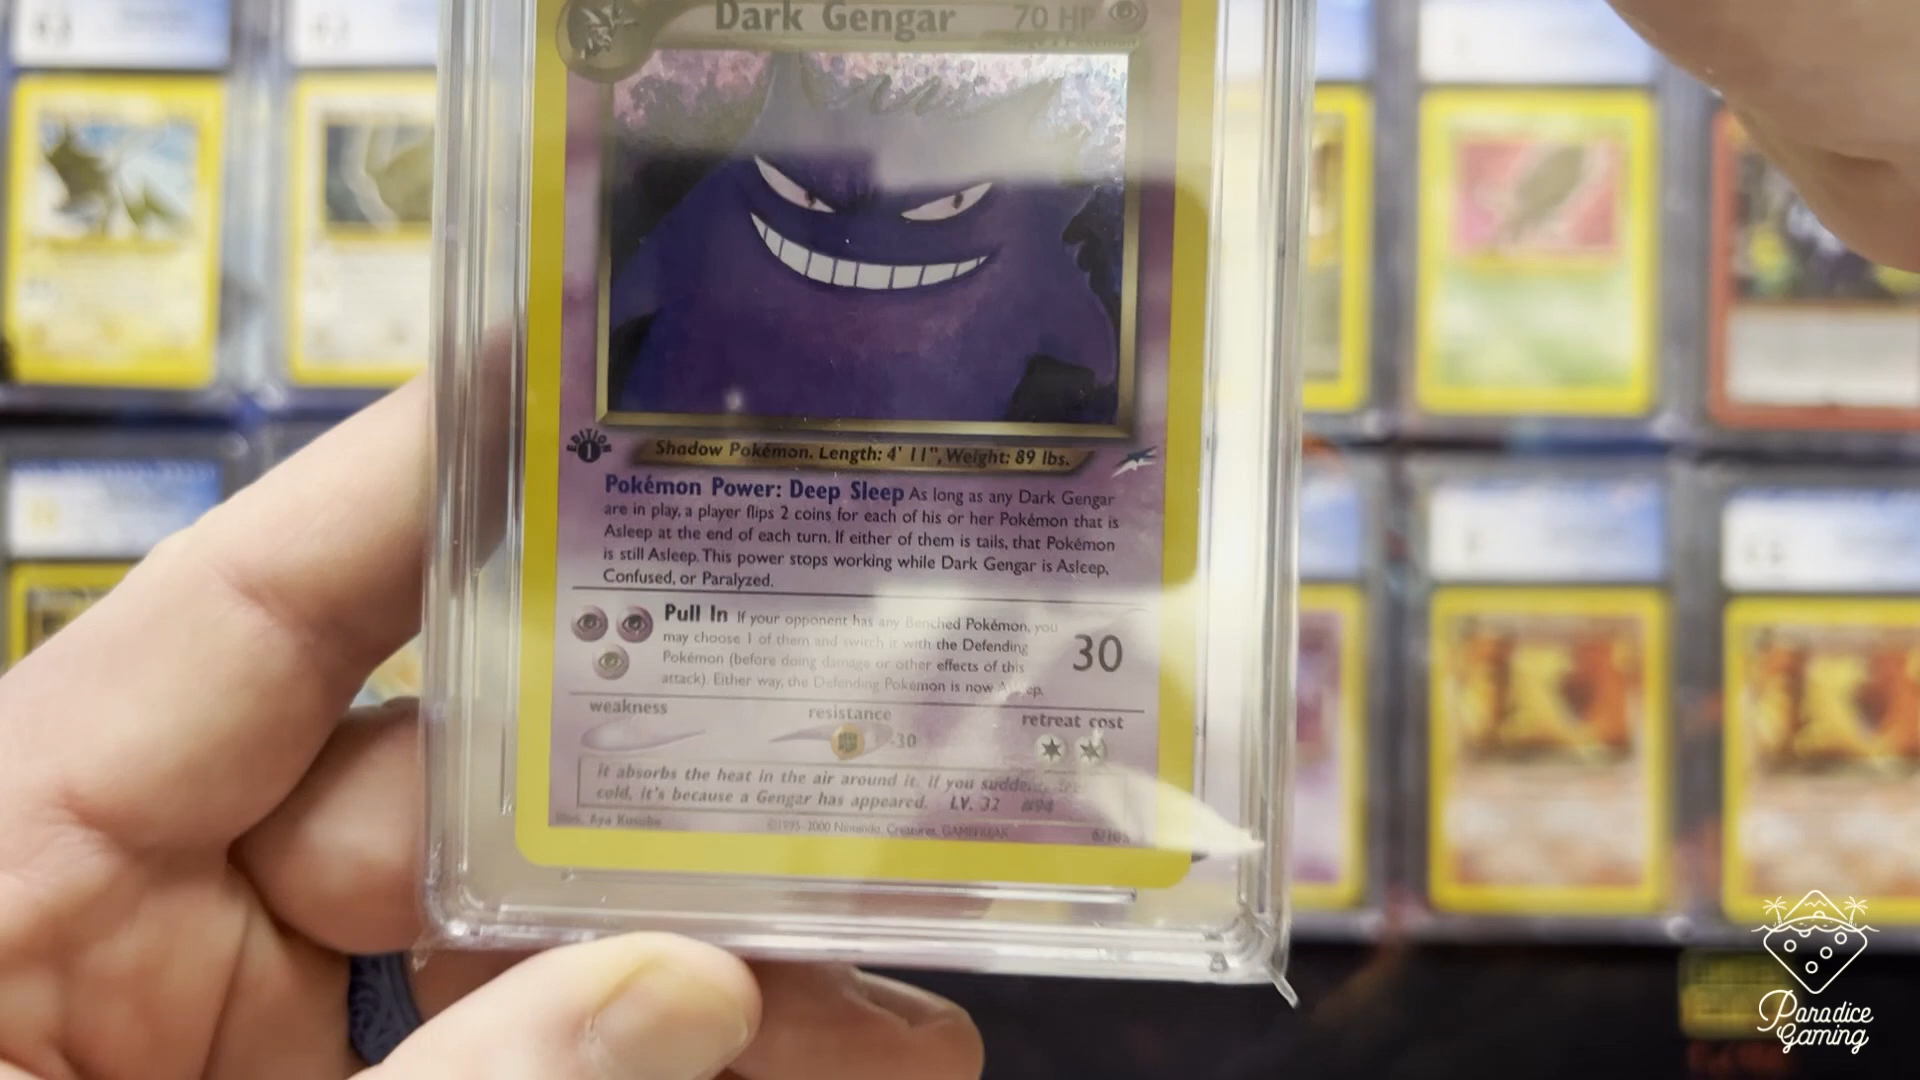 Dark Gengar 70 HP
EDITION 1
Shadow Pokémon. Length: 4' 11", Weight: 89 lbs.
Pokémon Power: Deep Sleep As long as any Dark Gengar
are in play, a player flips 2 coins for each of his or her Pokémon that is
Asleep at the end of each turn. If either of them is tails, that Pokémon
is still Asleep. This power stops working while Dark Gengar is Asleep,
Confused, or Paralyzed.
Pull In If your opponent has any Benched Pokémon, you
may choose 1 of them and switch it with the Defending
Pokémon (before doing damage or other effects of this
attack). Either way, the Defending Pokémon is now
30
weakness resistance retreat cost
-30
It absorbs the heat in the air around it. If you
cold, it's because a Gengar has appeared. LV. 32 #94
Illus. Aya Kusube ©1995-2000 Nintendo, Creatures, GAMEFREAK 6/105
Paradice
Gaming